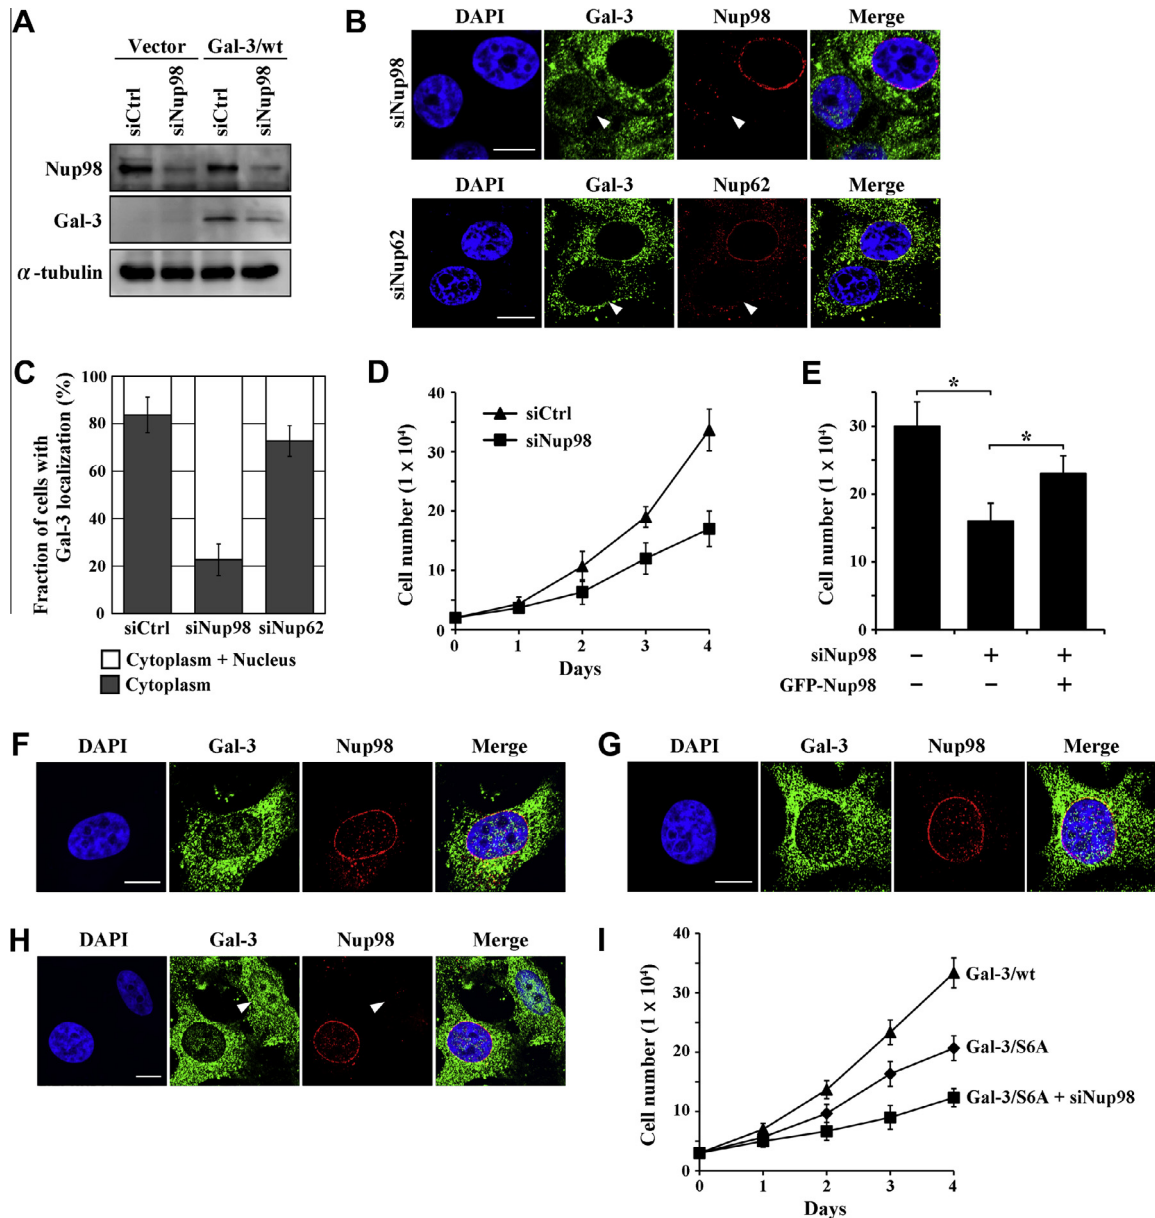 A
Vector Gal-3/wt
siCtrl siNup98 siCtrl siNup98
Nup98
Gal-3
α-tubulin
B
DAPI Gal-3 Nup98 Merge
siNup98
DAPI Gal-3 Nup62 Merge
siNup62
C
Fraction of cells with
Gal-3 localization (%)
100
80
60
40
20
0
siCtrl siNup98 siNup62
Cytoplasm + Nucleus
Cytoplasm
D
Cell number (1 x 10⁴)
40
30
20
10
0
siCtrl
siNup98
0 1 2 3 4
Days
E
Cell number (1 x 10⁴)
30
20
10
0
* *
siNup98 − + +
GFP-Nup98 − − +
F
DAPI Gal-3 Nup98 Merge
G
DAPI Gal-3 Nup98 Merge
H
DAPI Gal-3 Nup98 Merge
I
Cell number (1 x 10⁴)
40
30
20
10
0
Gal-3/wt
Gal-3/S6A
Gal-3/S6A + siNup98
0 1 2 3 4
Days